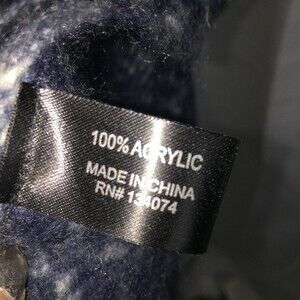 100% ACRYLIC
MADE IN CHINA
RN# 134074